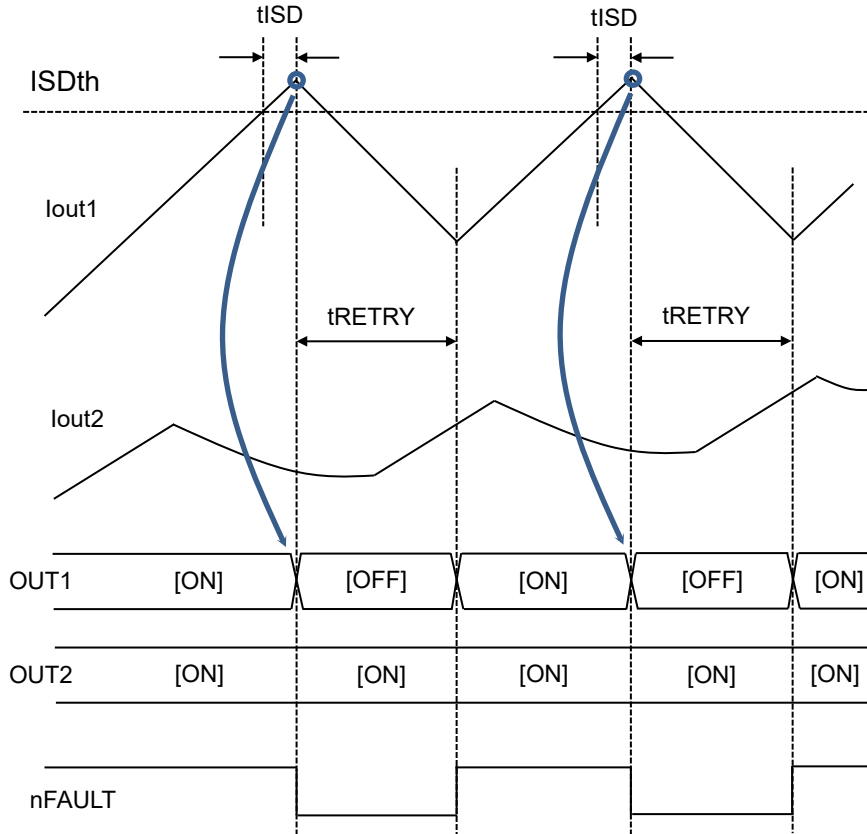 tISD tISD
ISDth
Iout1
tRETRY tRETRY
Iout2
OUT1 [ON] [OFF] [ON] [OFF] [ON]
OUT2 [ON] [ON] [ON] [ON] [ON]
nFAULT